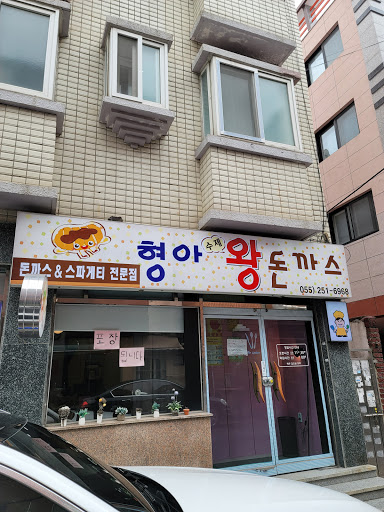 돈까스 & 스파게티 전문점
형아 수제 왕돈까스
055) 251-6968
포장
됩니다